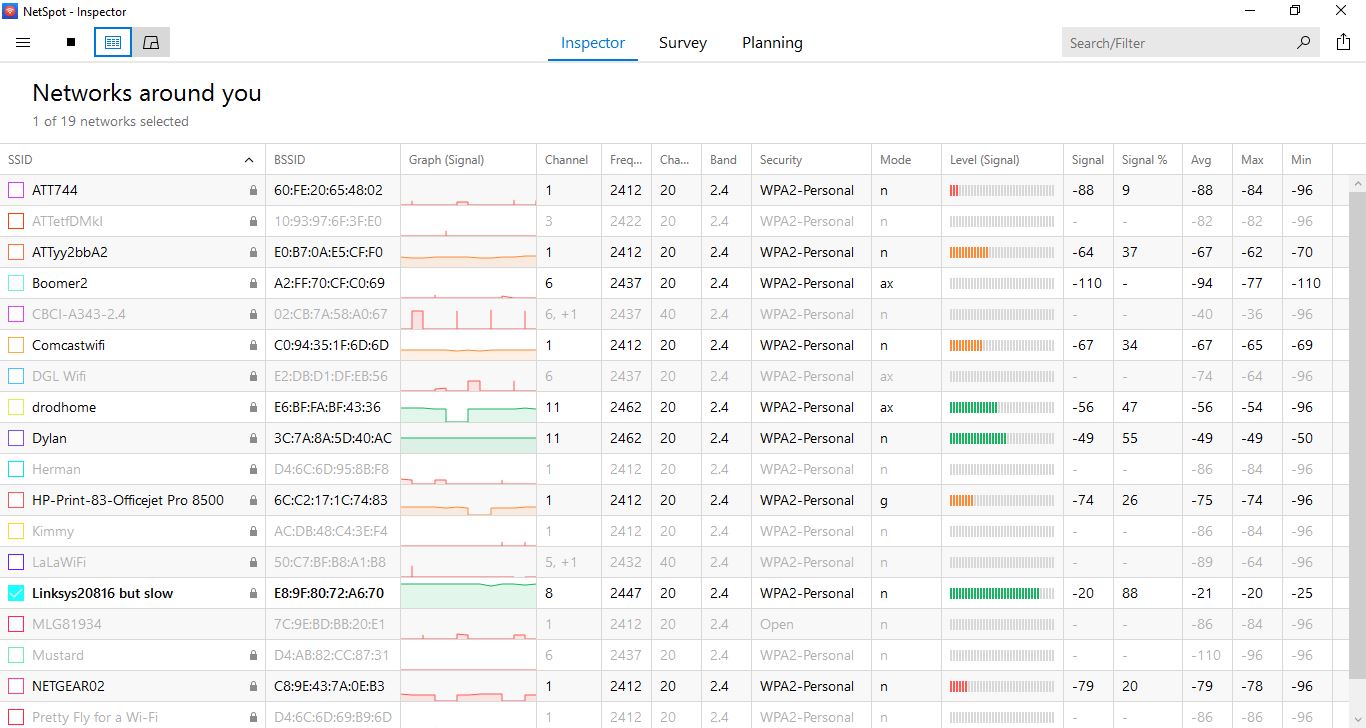 NetSpot - Inspector
Inspector Survey Planning Search/Filter
Networks around you
1 of 19 networks selected
SSID BSSID Graph (Signal) Channel Freq... Cha... Band Security Mode Level (Signal) Signal Signal % Avg Max Min
ATT744 60:FE:20:65:48:02 1 2412 20 2.4 WPA2-Personal n -88 9 -88 -84 -96
ATTetfDMkI 10:93:97:6F:3F:E0 3 2422 20 2.4 WPA2-Personal n - - -82 -82 -96
ATTyy2bbA2 E0:B7:0A:E5:CF:F0 1 2412 20 2.4 WPA2-Personal n -64 37 -67 -62 -70
Boomer2 A2:FF:70:CF:C0:69 6 2437 20 2.4 WPA2-Personal ax -110 - -94 -77 -110
CBCI-A343-2.4 02:CB:7A:58:A0:67 6, +1 2437 40 2.4 WPA2-Personal n - - -40 -36 -96
Comcastwifi C0:94:35:1F:6D:6D 1 2412 20 2.4 WPA2-Personal n -67 34 -67 -65 -69
DGL Wifi E2:DB:D1:DF:EB:56 6 2437 20 2.4 WPA2-Personal ax - - -74 -64 -96
drodhome E6:BF:FA:BF:43:36 11 2462 20 2.4 WPA2-Personal ax -56 47 -56 -54 -96
Dylan 3C:7A:8A:5D:40:AC 11 2462 20 2.4 WPA2-Personal n -49 55 -49 -49 -50
Herman D4:6C:6D:95:8B:F8 1 2412 20 2.4 WPA2-Personal n - - -86 -84 -96
HP-Print-83-Officejet Pro 8500 6C:C2:17:1C:74:83 1 2412 20 2.4 WPA2-Personal g -74 26 -75 -74 -96
Kimmy AC:DB:48:C4:3E:F4 1 2412 20 2.4 WPA2-Personal n - - -86 -84 -96
LaLaWiFi 50:C7:BF:B8:A1:B8 5, +1 2432 40 2.4 WPA2-Personal n - - -89 -64 -96
Linksys20816 but slow E8:9F:80:72:A6:70 8 2447 20 2.4 WPA2-Personal n -20 88 -21 -20 -25
MLG81934 7C:9E:BD:BB:20:E1 1 2412 20 2.4 Open n - - -86 -84 -96
Mustard D4:AB:82:CC:87:31 6 2437 20 2.4 WPA2-Personal n - - -110 -96 -96
NETGEAR02 C8:9E:43:7A:0E:B3 1 2412 20 2.4 WPA2-Personal n -79 20 -79 -78 -96
Pretty Fly for a Wi-Fi D4:6C:6D:69:B9:6D 1 2412 20 2.4 WPA2-Personal n - - -86 -86 -96